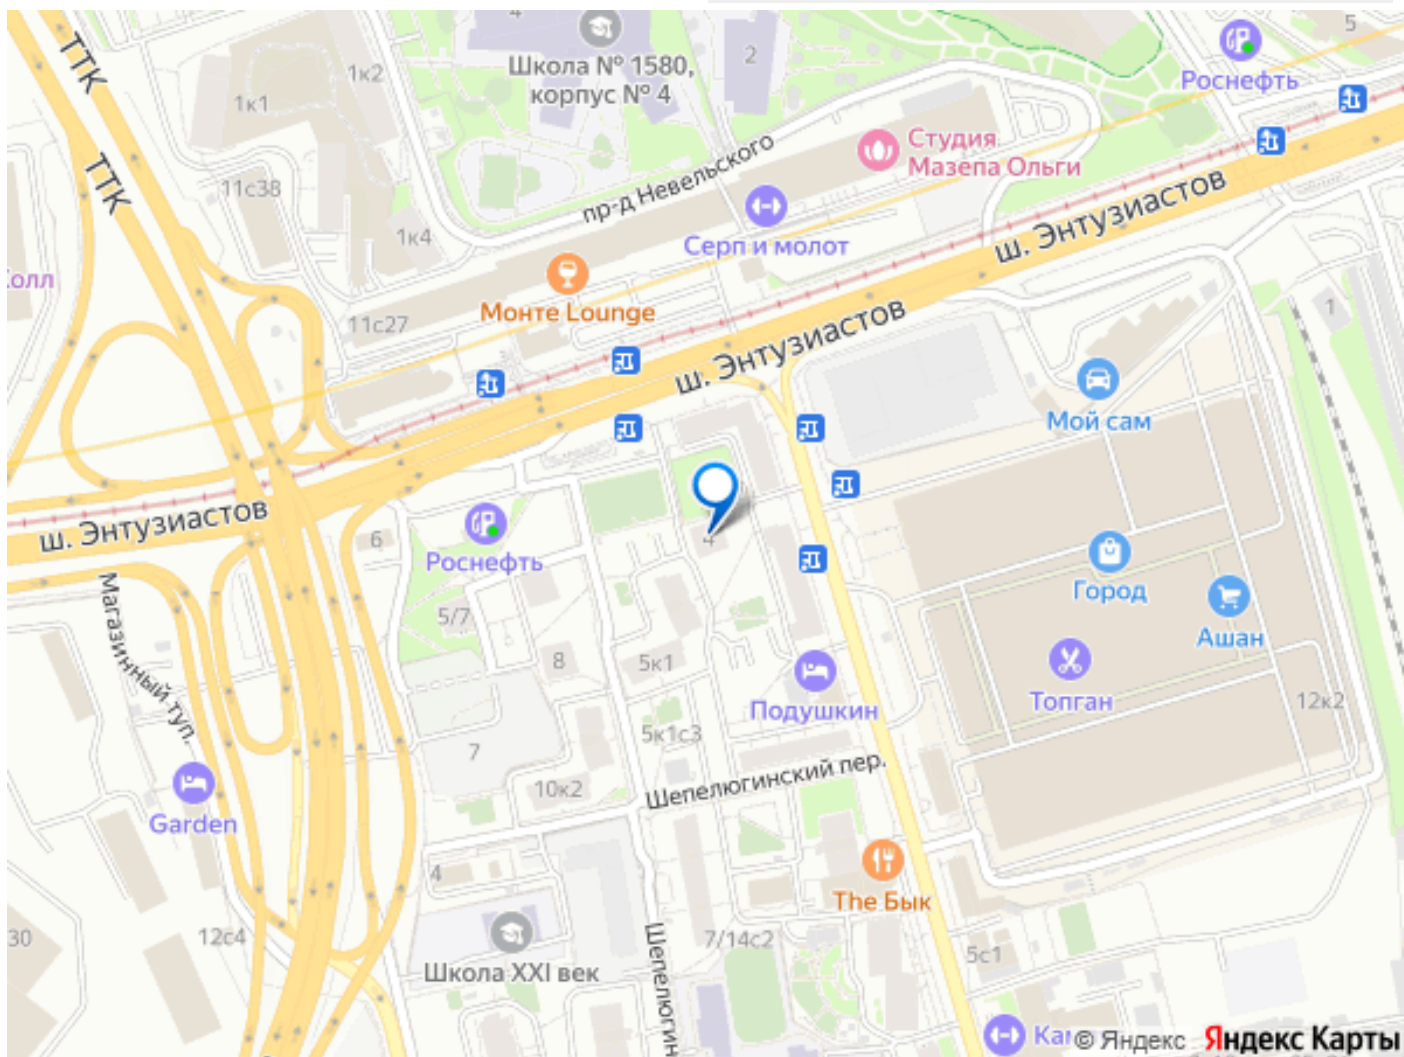 4
5
Школа № 1580,
корпус № 4
2
Роснефть
ТТК
1к2
1к1
Студия
Мазепа Ольги
ТТК
11с38
пр-д Невельского
ш. Энтузиастов
1к4
Серп и молот
Монте Lounge
11с27
1
ш. Энтузиастов
Мой сам
ш. Энтузиастов
6
Роснефть
4
Город
Ашан
Магазинный туп.
5/7
8
5к1
Топган
12к2
Подушкин
5к1с3
7
10к2
Шепелюгинский пер.
Garden
4
The Бык
30
12с4
7/14с2
5с1
Школа XXI век
Шепелюгин
© Яндекс Яндекс Карты